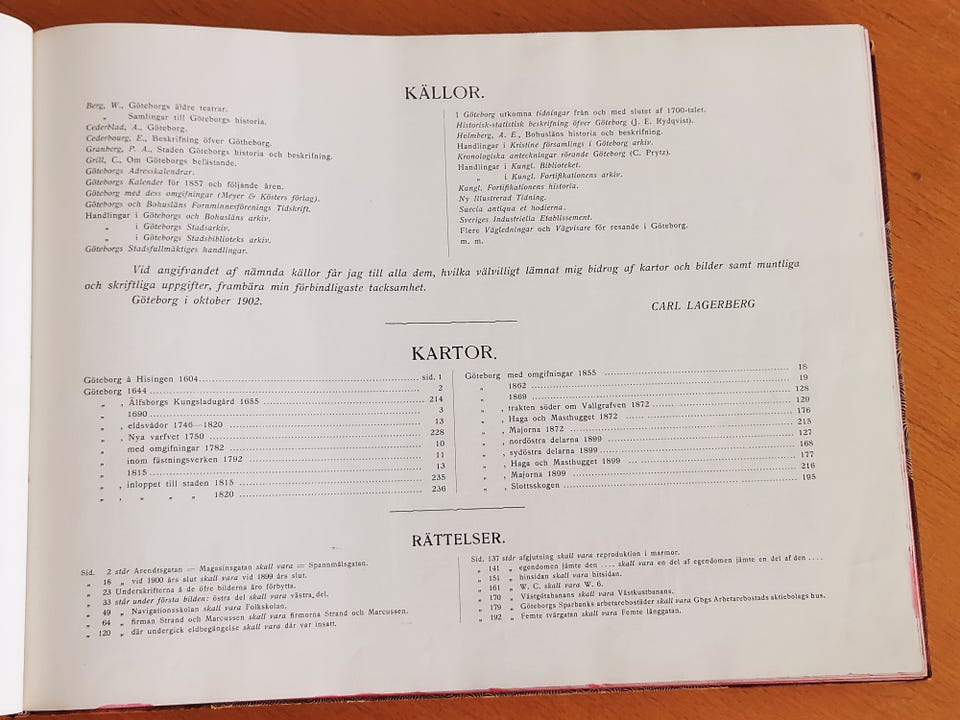 KÄLLOR.
Berg, W., Göteborgs äldre teatrar.
„ Samlingar till Göteborgs historia.
Cederblad, A., Göteborg.
Cederbourg, E., Beskrifning öfver Götheborg.
Granberg, P. A., Staden Göteborgs historia och beskrifning.
Grill, C., Om Göteborgs befästande.
Göteborgs Adresskalendrar.
Göteborgs Kalender för 1857 och följande åren.
Göteborg med dess omgifningar (Meyer & Kösters förlag).
Göteborgs och Bohusläns Fornminnesförenings Tidskrift.
Handlingar i Göteborgs och Bohusläns arkiv.
„ i Göteborgs Stadsarkiv.
„ i Göteborgs Stadsbiblioteks arkiv.
Göteborgs Stadsfullmäktiges handlingar.
I Göteborg utkomna tidningar från och med slutet af 1700-talet.
Historisk-statistisk beskrifning öfver Göteborg (J. E. Rydqvist).
Holmberg, A. E., Bohusläns historia och beskrifning.
Handlingar i Kristine församlings i Göteborg arkiv.
Kronologiska anteckningar rörande Göteborg (C. Prytz).
Handlingar i Kungl. Biblioteket.
„ i Kungl. Fortifikationens arkiv.
Kungl. Fortifikationens historia.
Ny Illustrerad Tidning.
Suecia antiqua et hodierna.
Sveriges Industriella Etablissement.
Flere Vägledningar och Vägvisare för resande i Göteborg.
m. m.
Vid angifvandet af nämnda källor får jag till alla dem, hvilka välvilligt lämnat mig bidrag af kartor och bilder samt muntliga
och skriftliga uppgifter, frambära min förbindligaste tacksamhet.
Göteborg i oktober 1902.
CARL LAGERBERG
KARTOR.
Göteborg å Hisingen 1604 sid. 1
Göteborg 1644 2
„ , Älfsborgs Kungsladugård 1655 214
„ 1690 3
„ , eldsvådor 1746—1820 13
„ , Nya varfvet 1750 228
„ med omgifningar 1782 10
„ inom fästningsverken 1792 11
„ 1815 13
„ , inloppet till staden 1815 235
„ , „ „ „ 1820 236
Göteborg med omgifningar 1855 18
„ 1862 19
„ 1869 128
„ , trakten söder om Vallgrafven 1872 120
„ , Haga och Masthugget 1872 176
„ , Majorna 1872 215
„ , nordöstra delarna 1899 127
„ , sydöstra delarna 1899 168
„ , Haga och Masthugget 1899 177
„ , Majorna 1899 216
„ , Slottsskogen 195
RÄTTELSER.
Sid. 2 står Arendtsgatan = Magasinsgatan skall vara = Spannmålsgatan.
„ 18 „ vid 1900 års slut skall vara vid 1899 års slut.
„ 23 Underskrifterna å de öfre bilderna äro förbytta.
„ 33 står under första bilden: östra del skall vara västra del.
„ 49 „ Navigationsskolan skall vara Folkskolan.
„ 64 „ firman Strand och Marcussen skall vara firmorna Strand och Marcussen.
„ 120 „ där undergick eldbegängelse skall vara där var insatt.
Sid. 137 står afgjutning skall vara reproduktion i marmor.
„ 141 „ egendomen jämte den .... skall vara en del af egendomen jämte en del af den ....
„ 151 „ hinsidan skall vara hitsidan.
„ 161 „ W. C. skall vara W. 6.
„ 170 „ Västgötabanans skall vara Västkustbanans.
„ 179 „ Göteborgs Sparbanks arbetarebostäder skall vara Gbgs Arbetarebostads aktiebolags hus.
„ 192 „ Femte tvärgatan skall vara Femte långgatan.